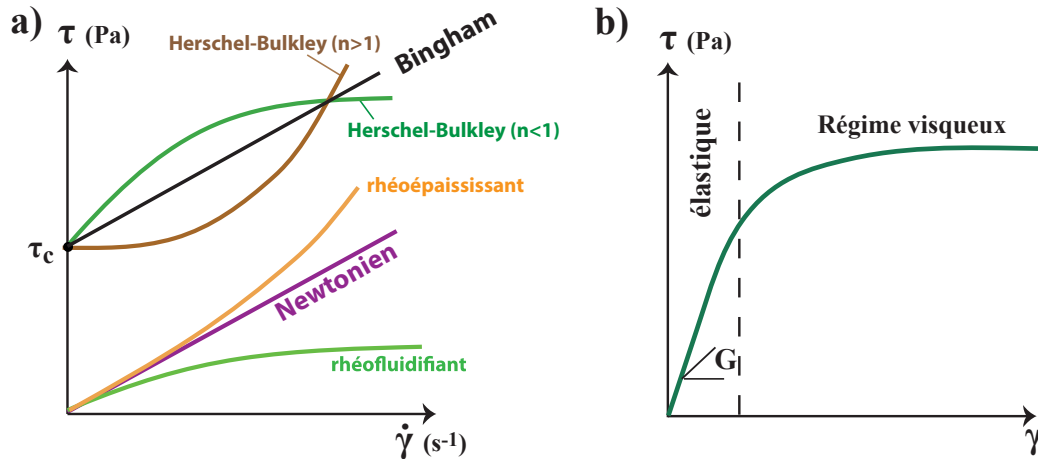 a)
τ (Pa)
Herschel-Bulkley (n>1)
Bingham
Herschel-Bulkley (n<1)
rhéoépaississant
τc
Newtonien
rhéofluidifiant
γ̇ (s-1)
b)
τ (Pa)
élastique
Régime visqueux
G
γ